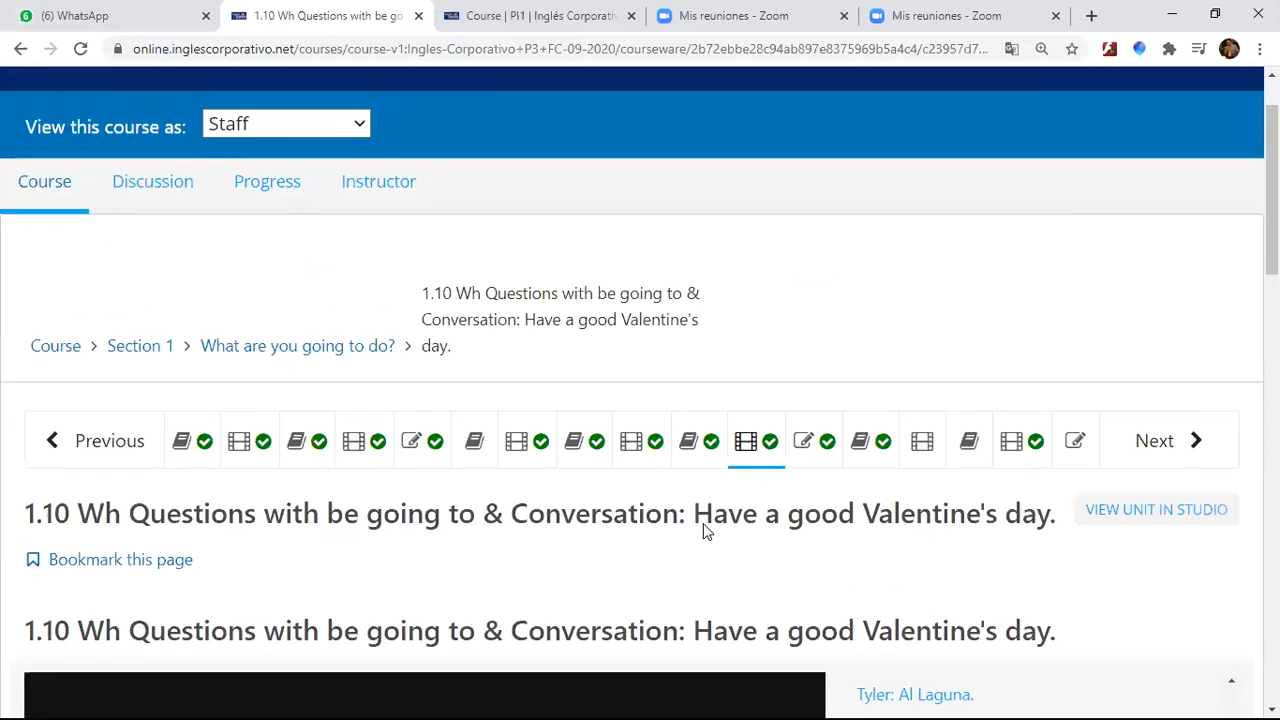 (6) WhatsApp
1.10 Wh Questions with be go
Course | PI1 | Inglés Corporativ
Mis reuniones - Zoom
Mis reuniones - Zoom
online.inglescorporativo.net/courses/course-v1:Ingles-Corporativo+P3+FC-09-2020/courseware/2b72ebbe28c94ab897e8375969b5a4c4/c23957d7...
View this course as:
Staff
Course
Discussion
Progress
Instructor
Course > Section 1 > What are you going to do? >
1.10 Wh Questions with be going to &
Conversation: Have a good Valentine's
day.
Previous
Next
1.10 Wh Questions with be going to & Conversation: Have a good Valentine's day.
VIEW UNIT IN STUDIO
Bookmark this page
1.10 Wh Questions with be going to & Conversation: Have a good Valentine's day.
Tyler: Al Laguna.